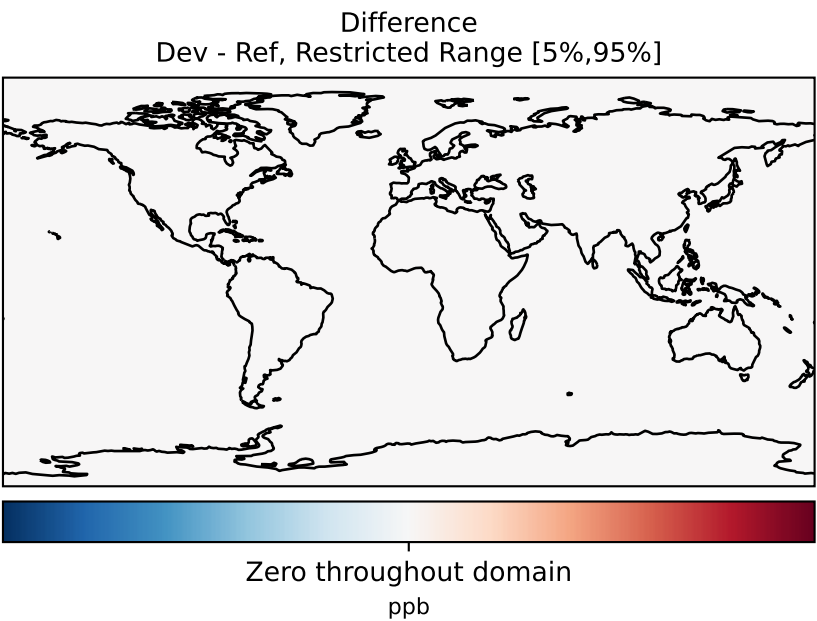 Difference
Dev - Ref, Restricted Range [5%,95%]
Zero throughout domain
ppb